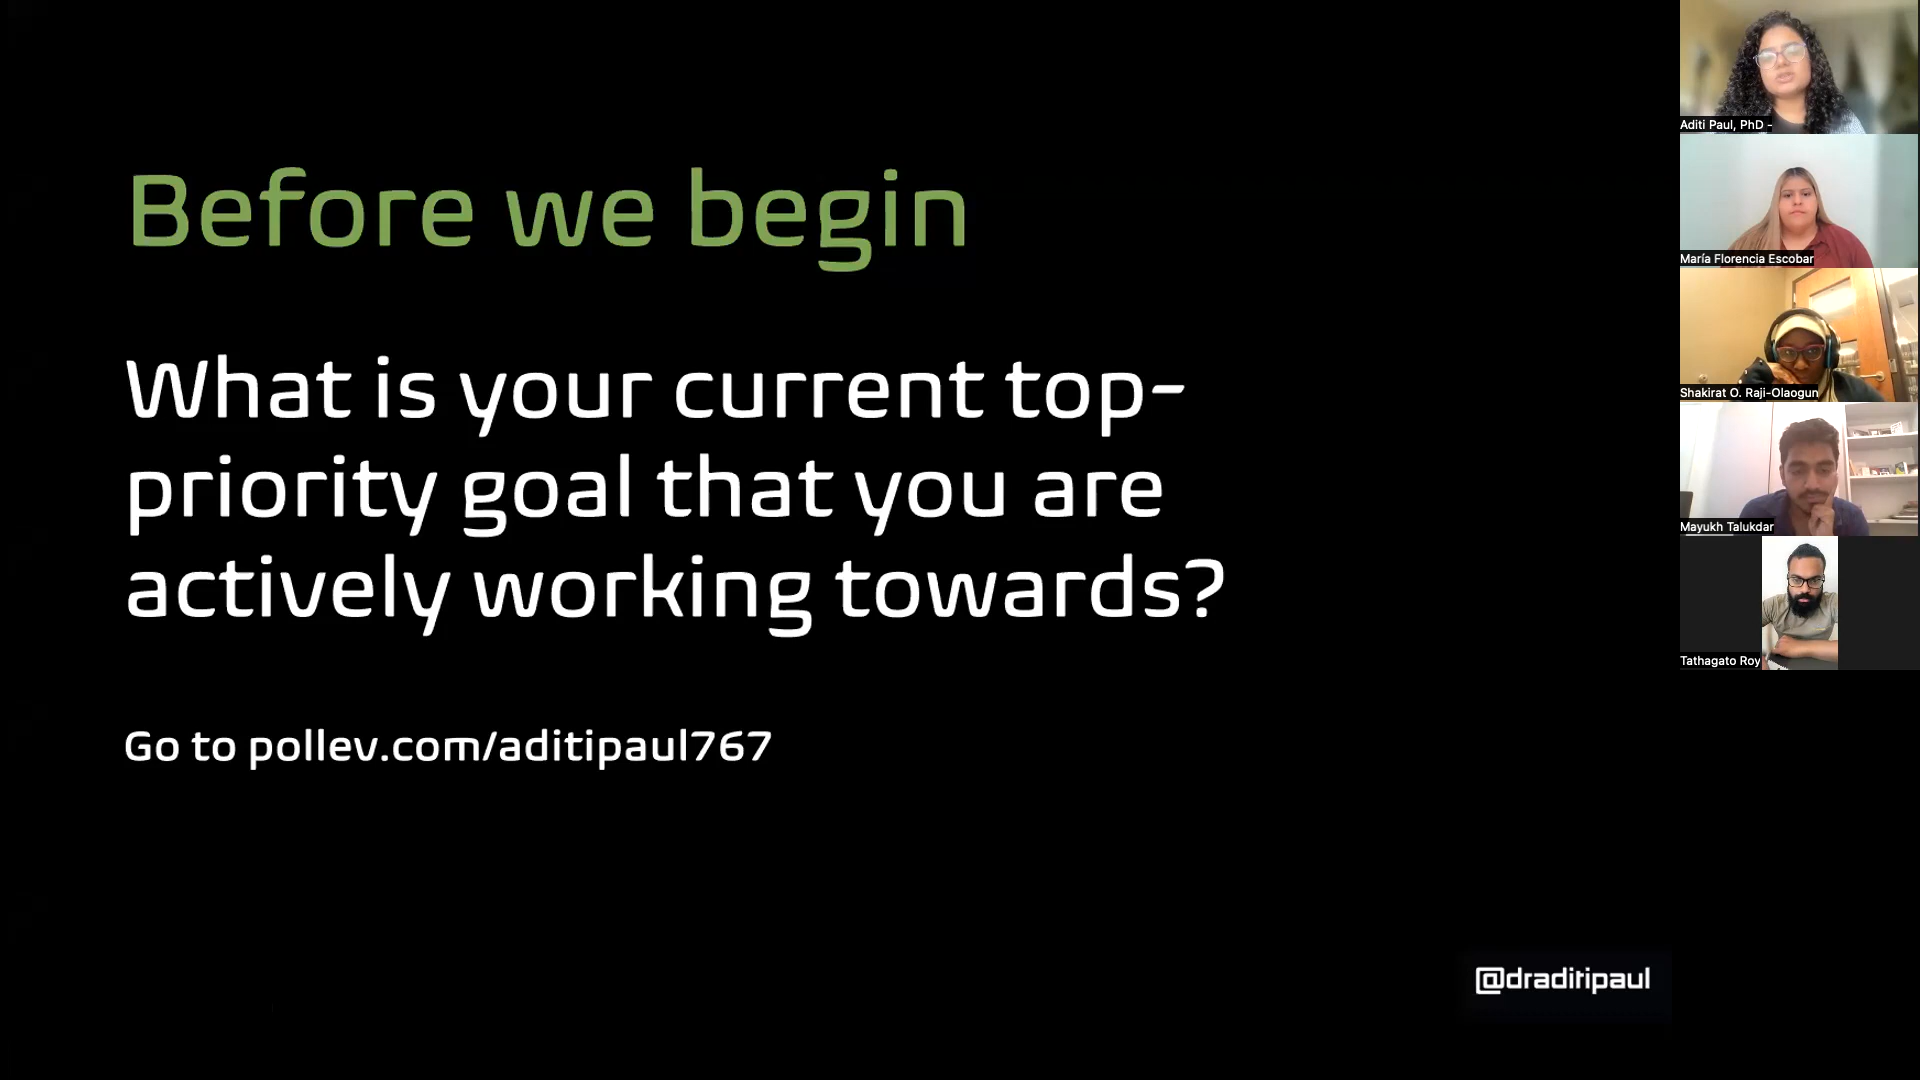 Before we begin
What is your current top-
priority goal that you are
actively working towards?
Go to pollev.com/aditipaul767
@draditipaul
Aditi Paul, PhD -
María Florencia Escobar
Shakirat O. Raji-Olaogun
Mayukh Talukdar
Tathagato Roy